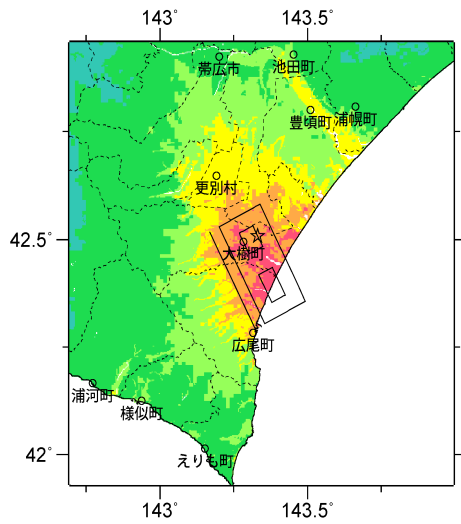 143° 143.5°
帯広市 池田町
豊頃町 浦幌町
更別村
42.5°
大樹町
広尾町
浦河町
様似町
42° えりも町
143° 143.5°